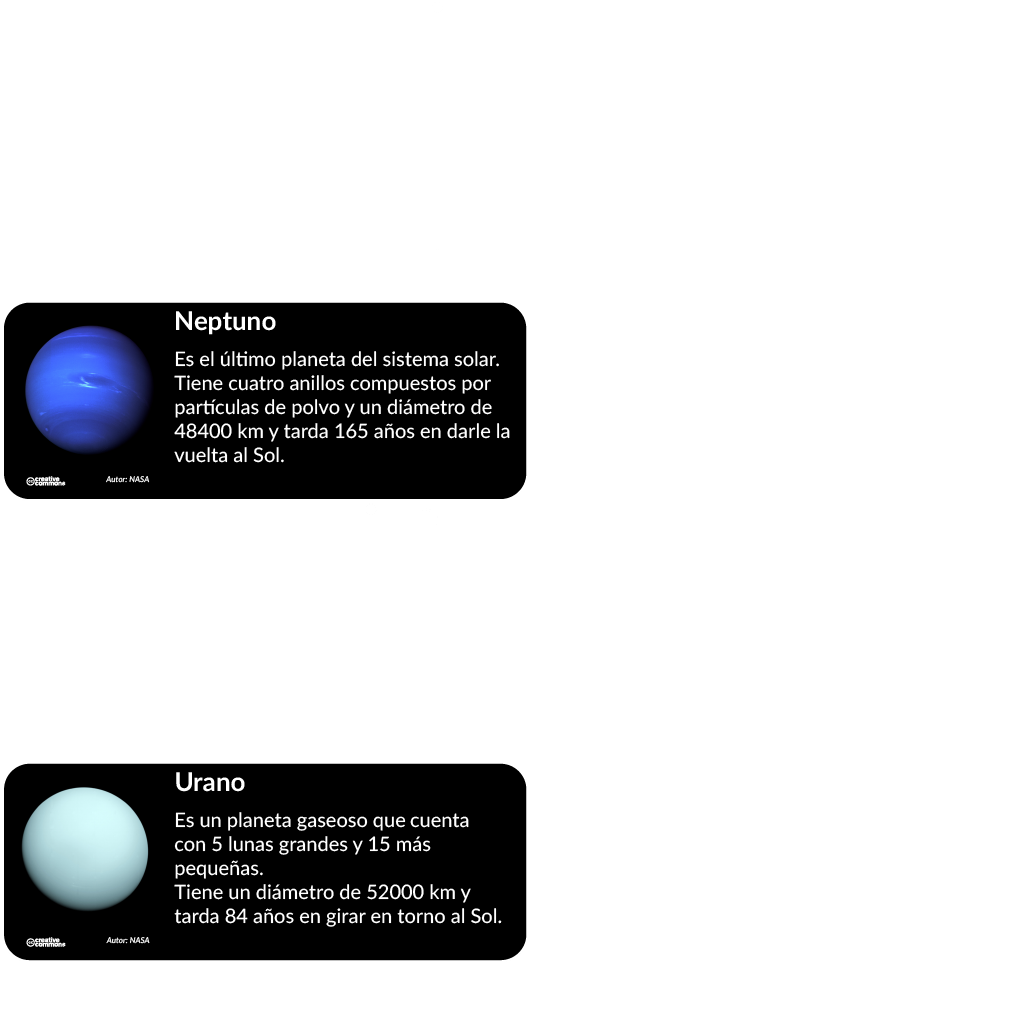 Neptuno
Es el último planeta del sistema solar.
Tiene cuatro anillos compuestos por
partículas de polvo y un diámetro de
48400 km y tarda 165 años en darle la
vuelta al Sol.
creative
commons
Autor: NASA
Urano
Es un planeta gaseoso que cuenta
con 5 lunas grandes y 15 más
pequeñas.
Tiene un diámetro de 52000 km y
tarda 84 años en girar en torno al Sol.
creative
commons
Autor: NASA